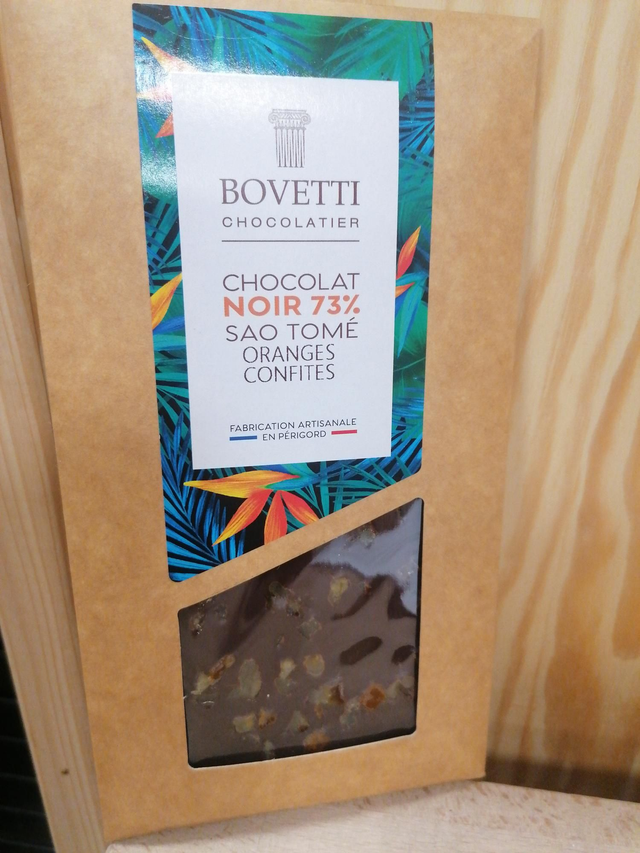 BOVETTI
CHOCOLATIER
CHOCOLAT
NOIR 73%
SAO TOMÉ
ORANGES
CONFITES
FABRICATION ARTISANALE
EN PÉRIGORD